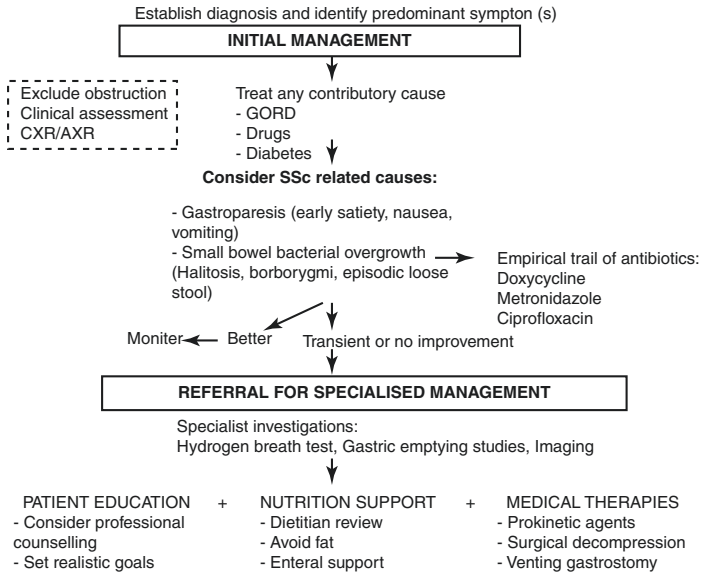 Establish diagnosis and identify predominant sympton (s)
INITIAL MANAGEMENT
Exclude obstruction
Clinical assessment
CXR/AXR
Treat any contributory cause
- GORD
- Drugs
- Diabetes
Consider SSc related causes:
- Gastroparesis (early satiety, nausea,
vomiting)
- Small bowel bacterial overgrowth
(Halitosis, borborygmi, episodic loose
stool)
Empirical trail of antibiotics:
Doxycycline
Metronidazole
Ciprofloxacin
Moniter
Better
Transient or no improvement
REFERRAL FOR SPECIALISED MANAGEMENT
Specialist investigations:
Hydrogen breath test, Gastric emptying studies, Imaging
PATIENT EDUCATION + NUTRITION SUPPORT + MEDICAL THERAPIES
- Consider professional
counselling
- Set realistic goals
- Dietitian review
- Avoid fat
- Enteral support
- Prokinetic agents
- Surgical decompression
- Venting gastrostomy